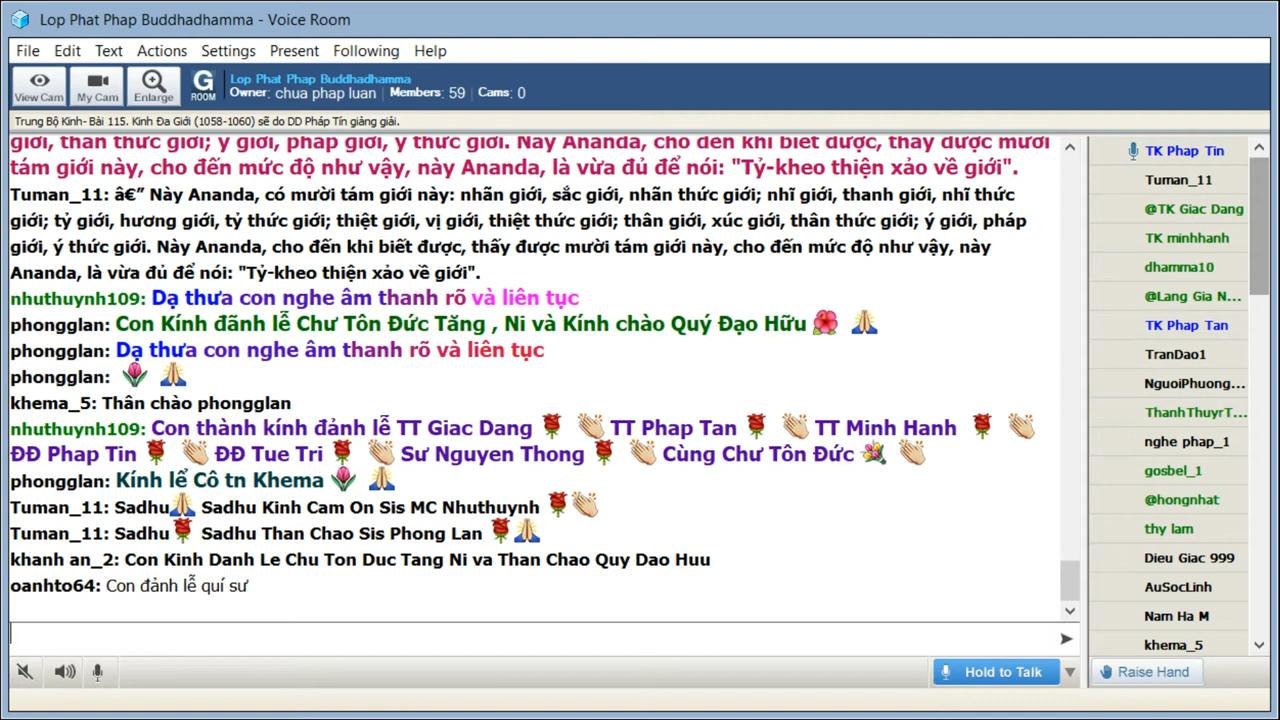 Lop Phat Phap Buddhadhamma - Voice Room
File Edit Text Actions Settings Present Following Help
View Cam My Cam Enlarge G ROOM
Lop Phat Phap Buddhadhamma
Owner: chua phap luan Members: 59 Cams: 0
Trung Bộ Kinh- Bài 115. Kinh Đa Giới (1058-1060) sẽ do DD Pháp Tín giảng giải.
giới, thân thức giới; ý giới, pháp giới, ý thức giới. Này Ananda, cho đến khi biết được, thấy được mười
tám giới này, cho đến mức độ như vậy, này Ananda, là vừa đủ để nói: "Tỷ-kheo thiện xảo về giới".
Tuman_11: â€” Này Ananda, có mười tám giới này: nhãn giới, sắc giới, nhãn thức giới; nhĩ giới, thanh giới, nhĩ thức
giới; tỷ giới, hương giới, tỷ thức giới; thiệt giới, vị giới, thiệt thức giới; thân giới, xúc giới, thân thức giới; ý giới, pháp
giới, ý thức giới. Này Ananda, cho đến khi biết được, thấy được mười tám giới này, cho đến mức độ như vậy, này
Ananda, là vừa đủ để nói: "Tỷ-kheo thiện xảo về giới".
nhuthuynh109: Dạ thưa con nghe âm thanh rõ và liên tục
phongglan: Con Kính đãnh lễ Chư Tôn Đức Tăng , Ni và Kính chào Quý Đạo Hữu
phongglan: Dạ thưa con nghe âm thanh rõ và liên tục
phongglan:
khema_5: Thân chào phongglan
nhuthuynh109: Con thành kính đảnh lễ TT Giac Dang TT Phap Tan TT Minh Hanh
ĐĐ Phap Tin ĐĐ Tue Tri Sư Nguyen Thong Cùng Chư Tôn Đức
phongglan: Kính lể Cô tn Khema
Tuman_11: Sadhu Sadhu Kinh Cam On Sis MC Nhuthuynh
Tuman_11: Sadhu Sadhu Than Chao Sis Phong Lan
khanh an_2: Con Kinh Danh Le Chu Ton Duc Tang Ni va Than Chao Quy Dao Huu
oanhto64: Con đảnh lễ quí sư
TK Phap Tin
Tuman_11
@TK Giac Dang
TK minhhanh
dhamma10
@Lang Gia N...
TK Phap Tan
TranDao1
NguoiPhuong...
ThanhThuyrT...
nghe phap_1
gosbel_1
@hongnhat
thy lam
Dieu Giac 999
AuSocLinh
Nam Ha M
khema_5
Hold to Talk
Raise Hand